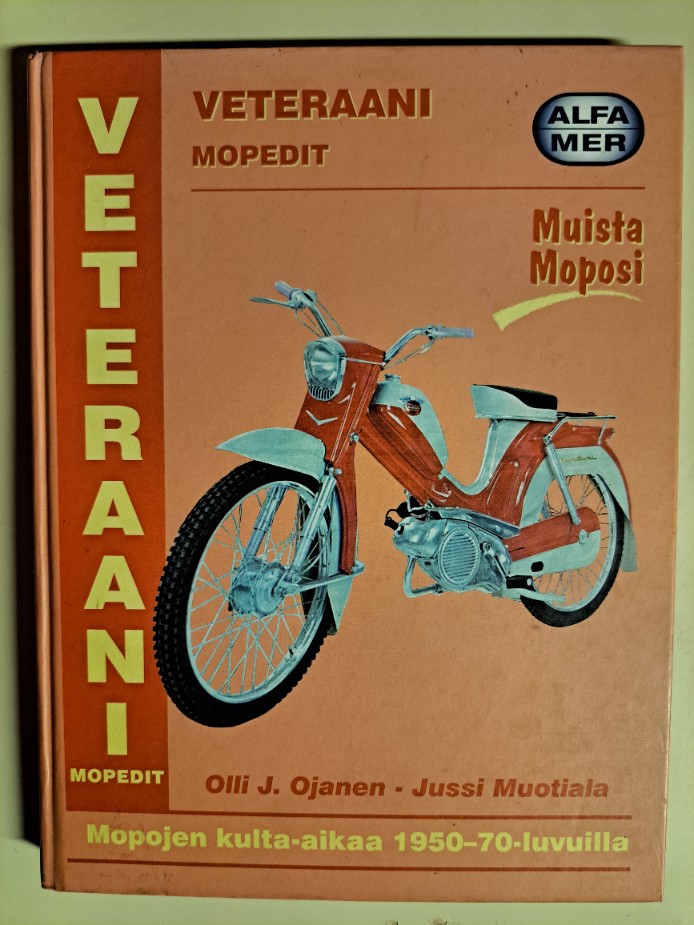 VETERAANI
MOPEDIT
VETERAANI
MOPEDIT
ALFA
MER
Muista
Moposi
Olli J. Ojanen - Jussi Muotiala
Mopojen kulta-aikaa 1950–70-luvuilla